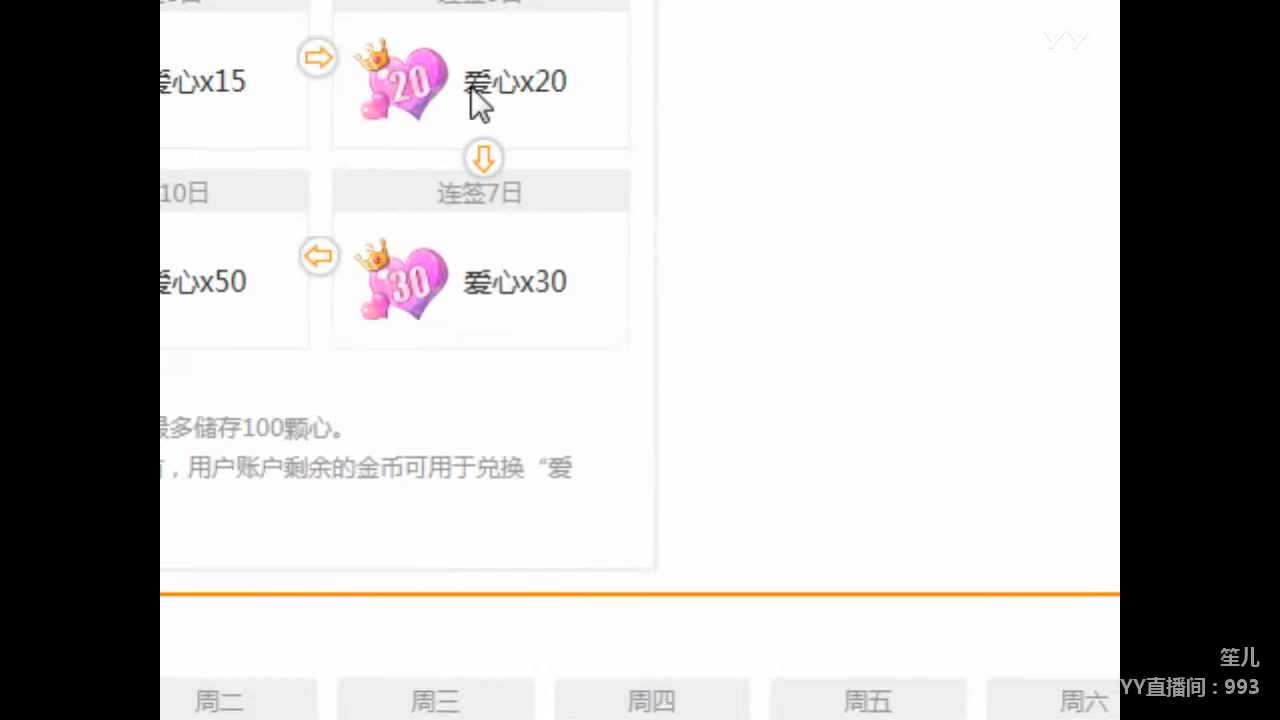 YY
爱心x15
20
爱心x20
10日
连签7日
爱心x50
30
爱心x30
最多储存100颗心。
，用户账户剩余的金币可用于兑换“爱
周二
周三
周四
周五
周六
笙儿
YY直播间：993